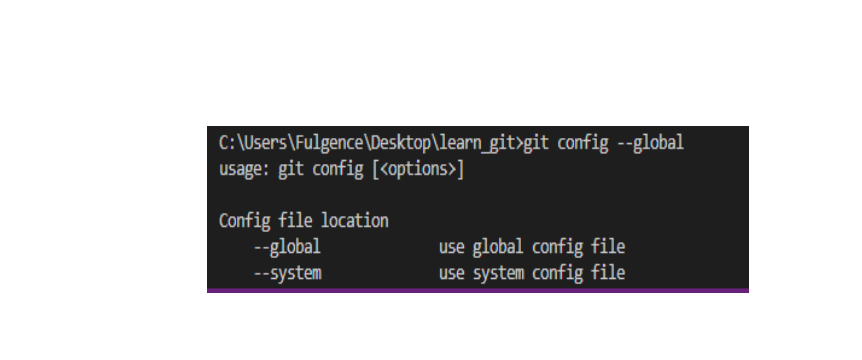 C:\Users\Fulgence\Desktop\learn_git>git config --global
usage: git config [<options>]
Config file location
--global use global config file
--system use system config file